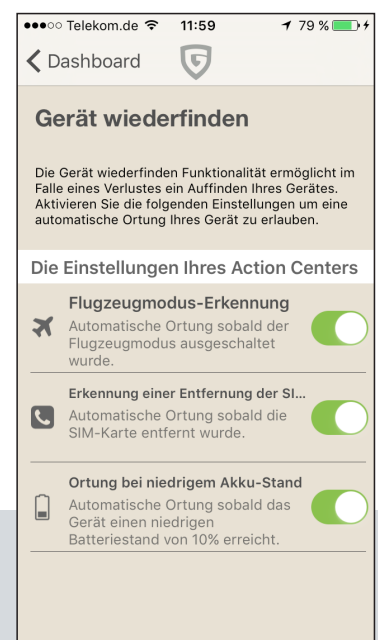 Telekom.de 11:59 79 %
Dashboard
Gerät wiederfinden
Die Gerät wiederfinden Funktionalität ermöglicht im
Falle eines Verlustes ein Auffinden Ihres Gerätes.
Aktivieren Sie die folgenden Einstellungen um eine
automatische Ortung Ihres Gerät zu erlauben.
Die Einstellungen Ihres Action Centers
Flugzeugmodus-Erkennung
Automatische Ortung sobald der
Flugzeugmodus ausgeschaltet
wurde.
Erkennung einer Entfernung der SI...
Automatische Ortung sobald die
SIM-Karte entfernt wurde.
Ortung bei niedrigem Akku-Stand
Automatische Ortung sobald das
Gerät einen niedrigen
Batteriestand von 10% erreicht.